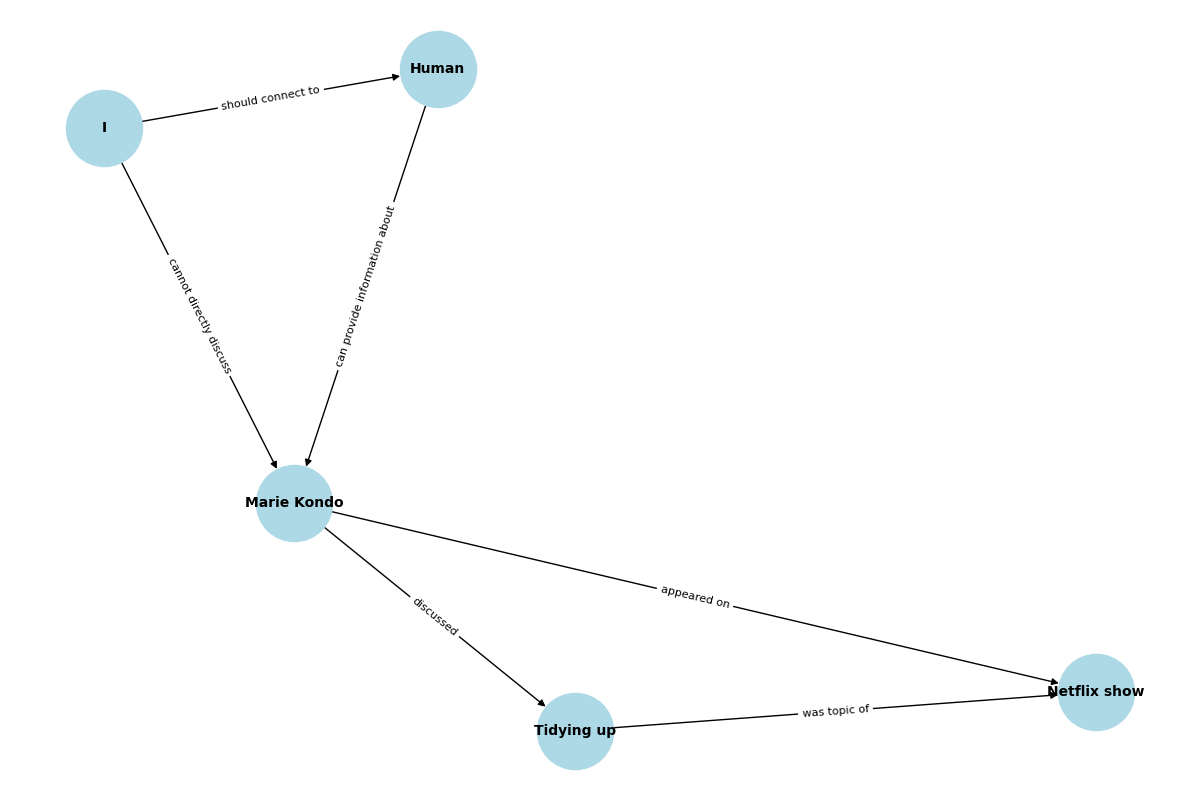 Human
should connect to
I
can provide information about
cannot directly discuss
Marie Kondo
appeared on
discussed
Netflix show
was topic of
Tidying up